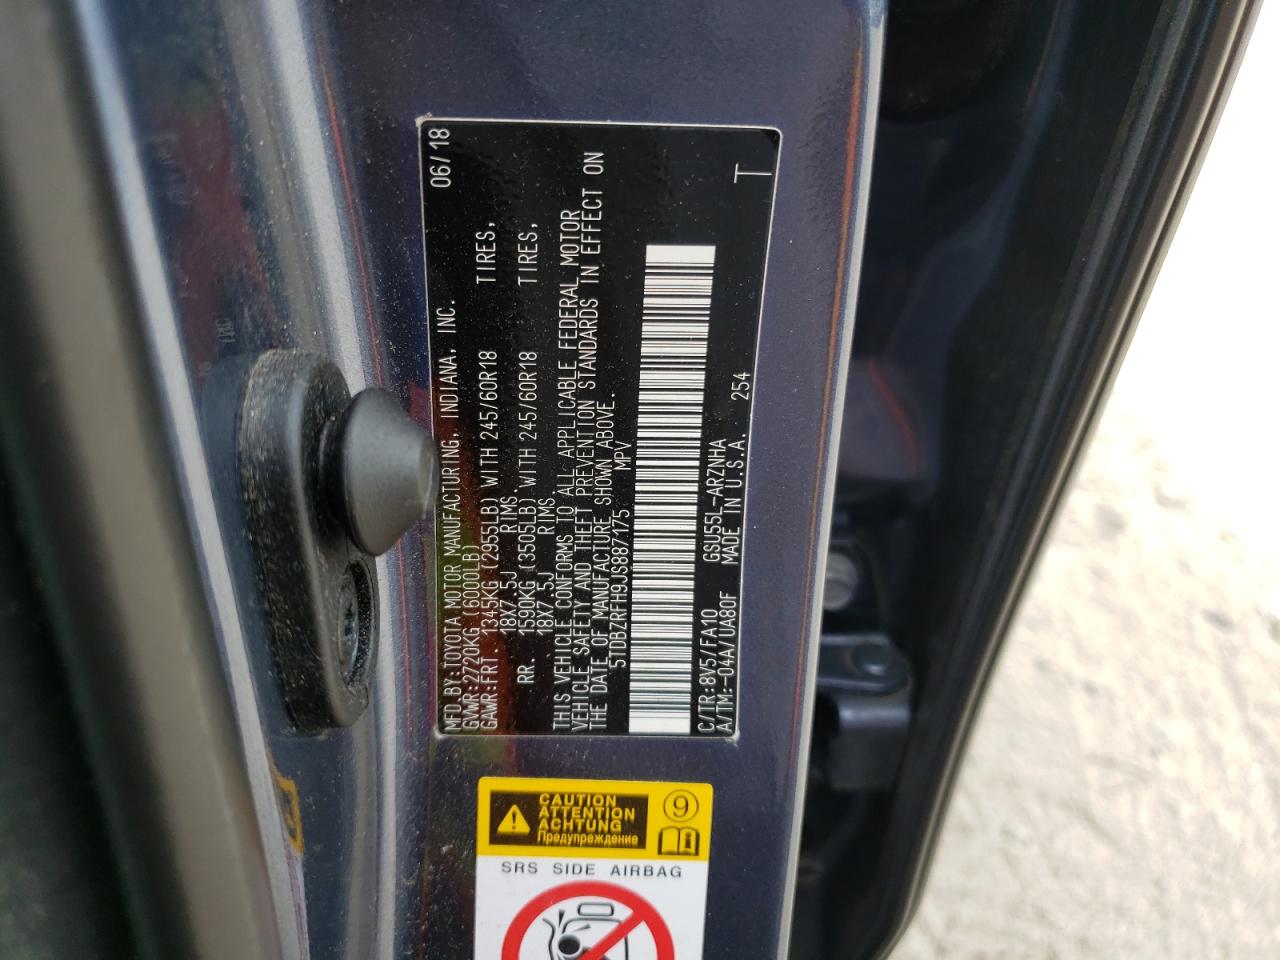 MFD.BY:TOYOTA MOTOR MANUFACTURING, INDIANA, INC. 06/18
GVWR:2720KG(6000LB)
GAWR:FRT. 1345KG(2955LB) WITH 245/60R18 TIRES,
18X7.5J RIMS.
RR. 1590KG(3505LB) WITH 245/60R18 TIRES,
18X7.5J RIMS.
THIS VEHICLE CONFORMS TO ALL APPLICABLE FEDERAL MOTOR
VEHICLE SAFETY AND THEFT PREVENTION STANDARDS IN EFFECT ON
THE DATE OF MANUFACTURE SHOWN ABOVE.
5TDBZRFH9JS887175 MPV
C/TR:8V5/FA10 GSU55L-ARZNHA
A/TM:-04A/UA80F MADE IN U.S.A. 254
T
CAUTION
ATTENTION
ACHTUNG
Предупреждение
9
SRS SIDE AIRBAG